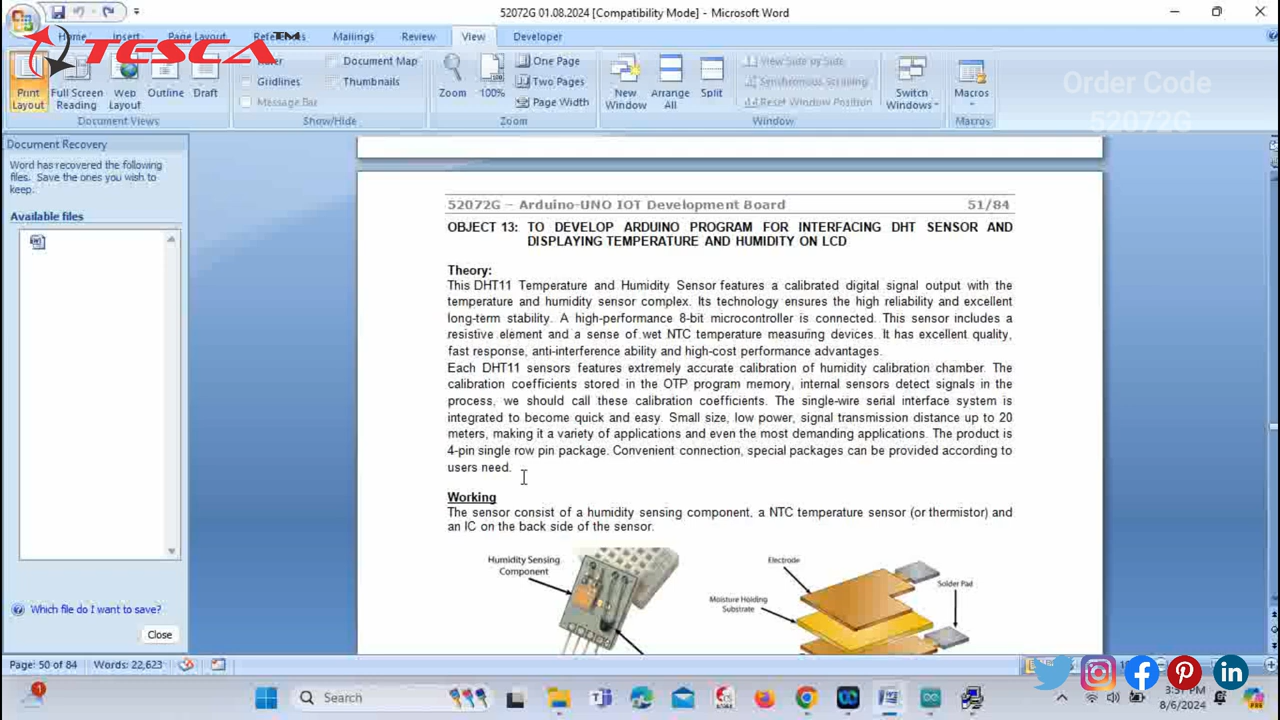 52072G 01.08.2024 [Compatibility Mode] - Microsoft Word
Home Insert Page Layout Mailings Review View Developer
TESCA™
Ruler Document Map One Page View Side by Side
Gridlines Thumbnails Two Pages Synchronous Scrolling
Message Bar Page Width Reset Window Position
Print Layout Full Screen Reading Web Layout Outline Draft Zoom 100% New Window Arrange All Split Switch Windows Macros
Document Views Show/Hide Zoom Window Macros
Order Code
52072G
Document Recovery
Word has recovered the following
files. Save the ones you wish to
keep.
Available files
Which file do I want to save?
Close
52072G – Arduino-UNO IOT Development Board 51/84
OBJECT 13: TO DEVELOP ARDUINO PROGRAM FOR INTERFACING DHT SENSOR AND
DISPLAYING TEMPERATURE AND HUMIDITY ON LCD
Theory:
This DHT11 Temperature and Humidity Sensor features a calibrated digital signal output with the
temperature and humidity sensor complex. Its technology ensures the high reliability and excellent
long-term stability. A high-performance 8-bit microcontroller is connected. This sensor includes a
resistive element and a sense of wet NTC temperature measuring devices. It has excellent quality,
fast response, anti-interference ability and high-cost performance advantages.
Each DHT11 sensors features extremely accurate calibration of humidity calibration chamber. The
calibration coefficients stored in the OTP program memory, internal sensors detect signals in the
process, we should call these calibration coefficients. The single-wire serial interface system is
integrated to become quick and easy. Small size, low power, signal transmission distance up to 20
meters, making it a variety of applications and even the most demanding applications. The product is
4-pin single row pin package. Convenient connection, special packages can be provided according to
users need.
Working
The sensor consist of a humidity sensing component, a NTC temperature sensor (or thermistor) and
an IC on the back side of the sensor.
Humidity Sensing
Component
Electrode
Moisture Holding
Substrate
Solder Pad
Page: 50 of 84 Words: 22,623
1
Search
3:37 PM
8/6/2024